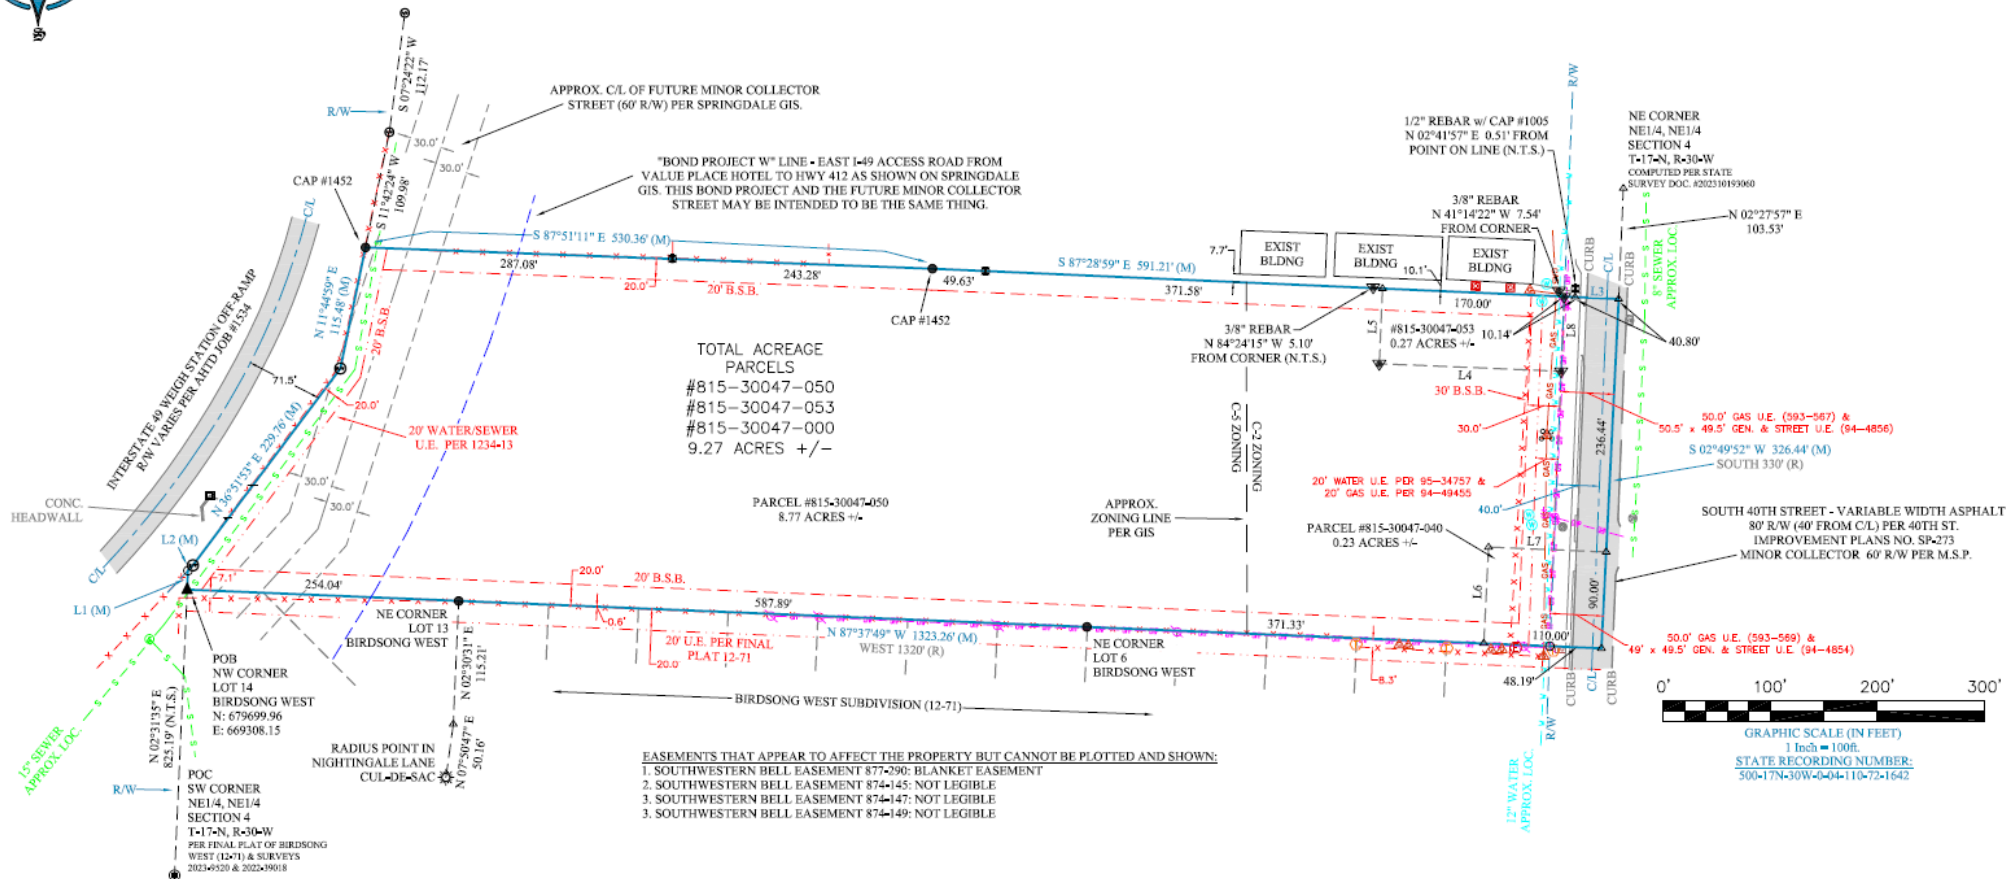 S 07°24'22" W
112.17'
R/W
APPROX. C/L OF FUTURE MINOR COLLECTOR
STREET (60' R/W) PER SPRINGDALE GIS.
30.0'
30.0'
"BOND PROJECT W" LINE - EAST I-49 ACCESS ROAD FROM
VALUE PLACE HOTEL TO HWY 412 AS SHOWN ON SPRINGDALE
GIS. THIS BOND PROJECT AND THE FUTURE MINOR COLLECTOR
STREET MAY BE INTENDED TO BE THE SAME THING.
CAP #1452
S 11°42'24" W
109.98'
C/L
INTERSTATE 49 WEIGH STATION OFF-RAMP
R/W VARIES PER AHTD JOB #1534
C/L
N 11°44'59" E
115.48' (M)
20' B.S.B.
71.5'
20.0'
N 36°51'53" E 229.76' (M)
20' WATER/SEWER
U.E. PER 1234-13
30.0'
30.0'
CONC.
HEADWALL
L2 (M)
L1 (M)
S 87°51'11" E 530.36' (M)
287.08'
243.28'
20.0'
20' B.S.B.
49.63'
CAP #1452
S 87°28'59" E 591.21' (M)
371.58'
7.7'
EXIST
BLDNG
EXIST
BLDNG
EXIST
BLDNG
10.1'
170.00'
1/2" REBAR w/ CAP #1005
N 02°41'57" E 0.51' FROM
POINT ON LINE (N.T.S.)
3/8" REBAR
N 41°14'22" W 7.54'
FROM CORNER
R/W
NE CORNER
NE1/4, NE1/4
SECTION 4
T-17-N, R-30-W
COMPUTED PER STATE
SURVEY DOC. #202310193060
N 02°27'57" E
103.53'
CURB
C/L
CURB
8" SEWER
APPROX. LOC.
L3
3/8" REBAR
N 84°24'15" W 5.10'
FROM CORNER (N.T.S.)
L5
#815-30047-053
0.27 ACRES +/-
10.14'
L8
40.80'
L4
TOTAL ACREAGE
PARCELS
#815-30047-050
#815-30047-053
#815-30047-000
9.27 ACRES +/-
C-5 ZONING
C-2 ZONING
30' B.S.B.
30.0'
GAS
GAS
GAS
GAS
GAS
236.44'
50.0' GAS U.E. (593-567) &
50.5' x 49.5' GEN. & STREET U.E. (94-4856)
S 02°49'52" W 326.44' (M)
SOUTH 330' (R)
20' WATER U.E. PER 95-34757 &
20' GAS U.E. PER 94-49455
40.0'
PARCEL #815-30047-050
8.77 ACRES +/-
APPROX.
ZONING LINE
PER GIS
PARCEL #815-30047-040
0.23 ACRES +/-
L7
L6
SOUTH 40TH STREET - VARIABLE WIDTH ASPHALT
80' R/W (40' FROM C/L) PER 40TH ST.
IMPROVEMENT PLANS NO. SP-273
MINOR COLLECTOR 60' R/W PER M.S.P.
90.00'
7.1'
254.04'
20.0'
20' B.S.B.
0.6'
587.89'
NE CORNER
LOT 13
BIRDSONG WEST
20' U.E. PER FINAL
PLAT 12-71
20.0'
N 87°37'49" W 1323.26' (M)
WEST 1320' (R)
NE CORNER
LOT 6
BIRDSONG WEST
371.33'
8.3'
110.00'
48.19'
50.0' GAS U.E. (593-569) &
49' x 49.5' GEN. & STREET U.E. (94-4854)
CURB
C/L
CURB
R/W
POB
NW CORNER
LOT 14
BIRDSONG WEST
N: 679699.96
E: 669308.15
15" SEWER
APPROX. LOC.
N 02°31'35" E
825.19' (N.T.S.)
R/W
POC
SW CORNER
NE1/4, NE1/4
SECTION 4
T-17-N, R-30-W
PER FINAL PLAT OF BIRDSONG
WEST (12-71) & SURVEYS
2023-9520 & 2022-39018
N 02°30'31" E
115.21'
N 07°50'47" E
50.16'
RADIUS POINT IN
NIGHTINGALE LANE
CUL-DE-SAC
BIRDSONG WEST SUBDIVISION (12-71)
EASEMENTS THAT APPEAR TO AFFECT THE PROPERTY BUT CANNOT BE PLOTTED AND SHOWN:
1. SOUTHWESTERN BELL EASEMENT 877-290: BLANKET EASEMENT
2. SOUTHWESTERN BELL EASEMENT 874-145: NOT LEGIBLE
3. SOUTHWESTERN BELL EASEMENT 874-147: NOT LEGIBLE
3. SOUTHWESTERN BELL EASEMENT 874-149: NOT LEGIBLE
12" WATER
APPROX. LOC.
0' 100' 200' 300'
GRAPHIC SCALE (IN FEET)
1 Inch = 100ft.
STATE RECORDING NUMBER:
500-17N-30W-0-04-110-72-1642